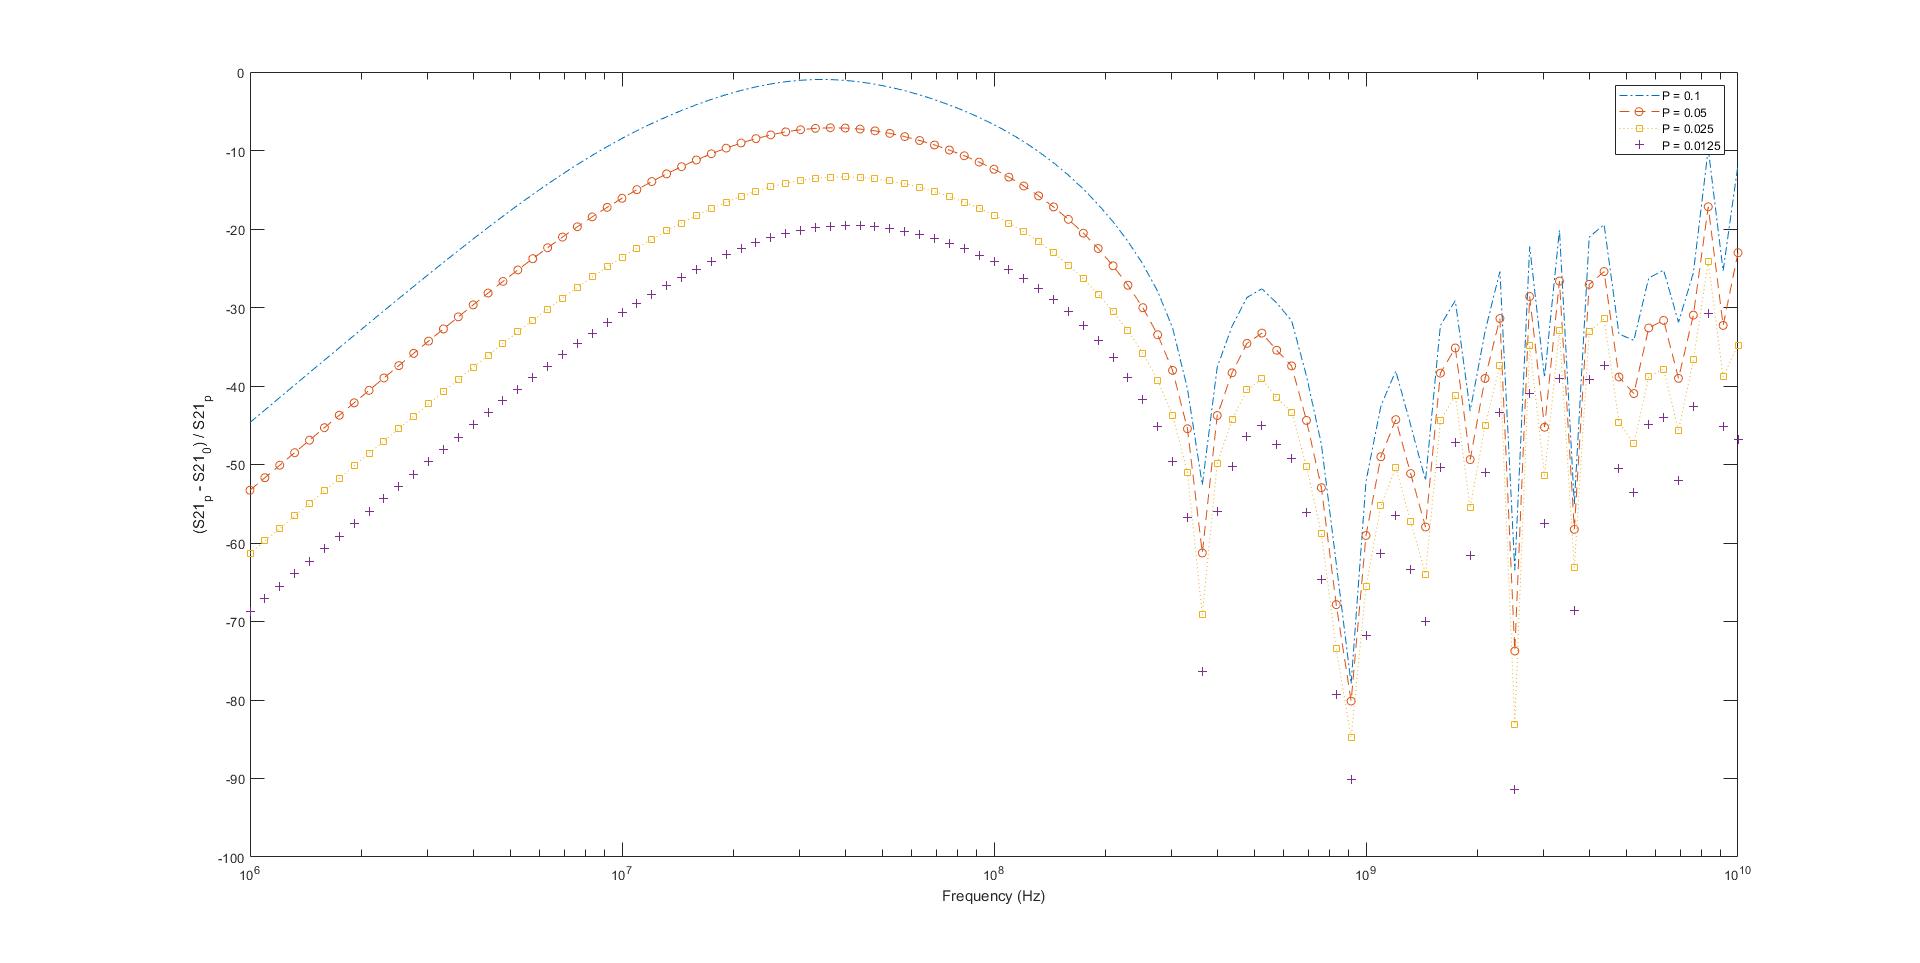 0
-10
-20
-30
-40
-50
-60
-70
-80
-90
-100
(S21p - S210) / S21p
P = 0.1
P = 0.05
P = 0.025
P = 0.0125
10^6
10^7
10^8
10^9
10^10
Frequency (Hz)